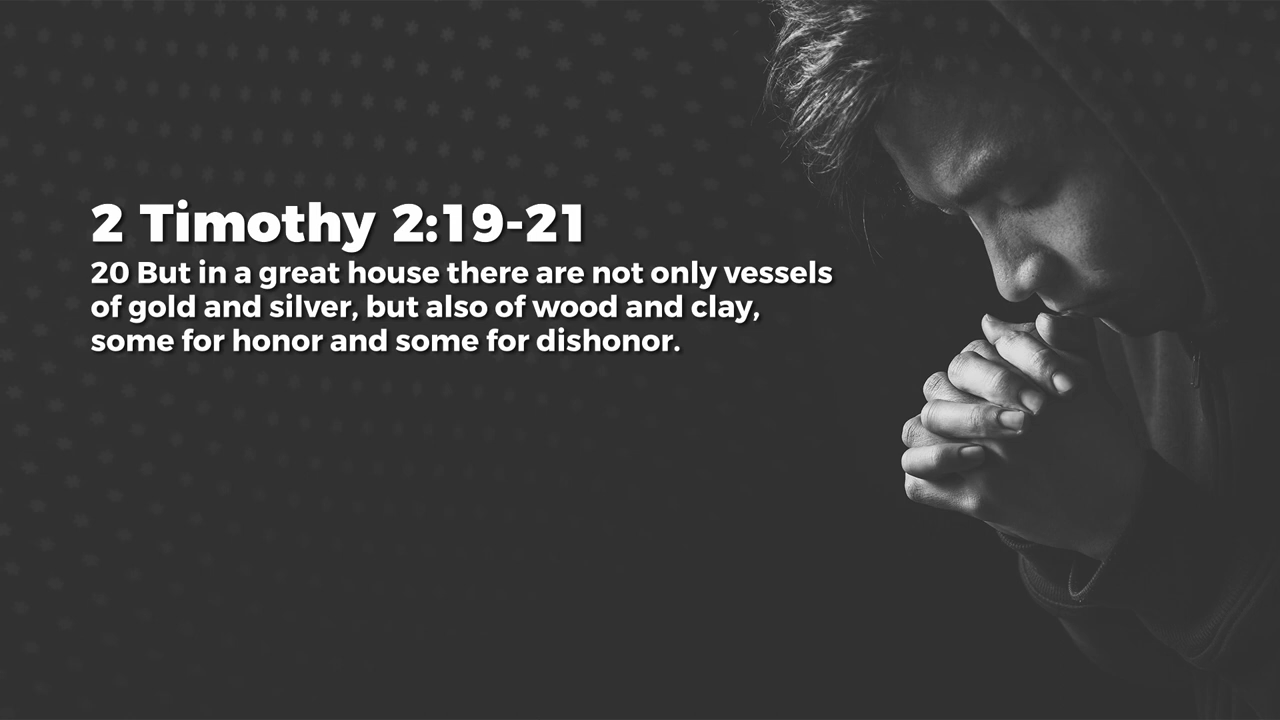 2 Timothy 2:19-21
20 But in a great house there are not only vessels
of gold and silver, but also of wood and clay,
some for honor and some for dishonor.